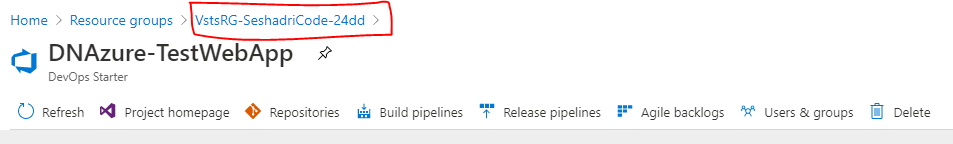 Home > Resource groups > VstsRG-SeshadriCode-24dd >
DNAzure-TestWebApp
DevOps Starter
Refresh Project homepage Repositories Build pipelines Release pipelines Agile backlogs Users & groups Delete